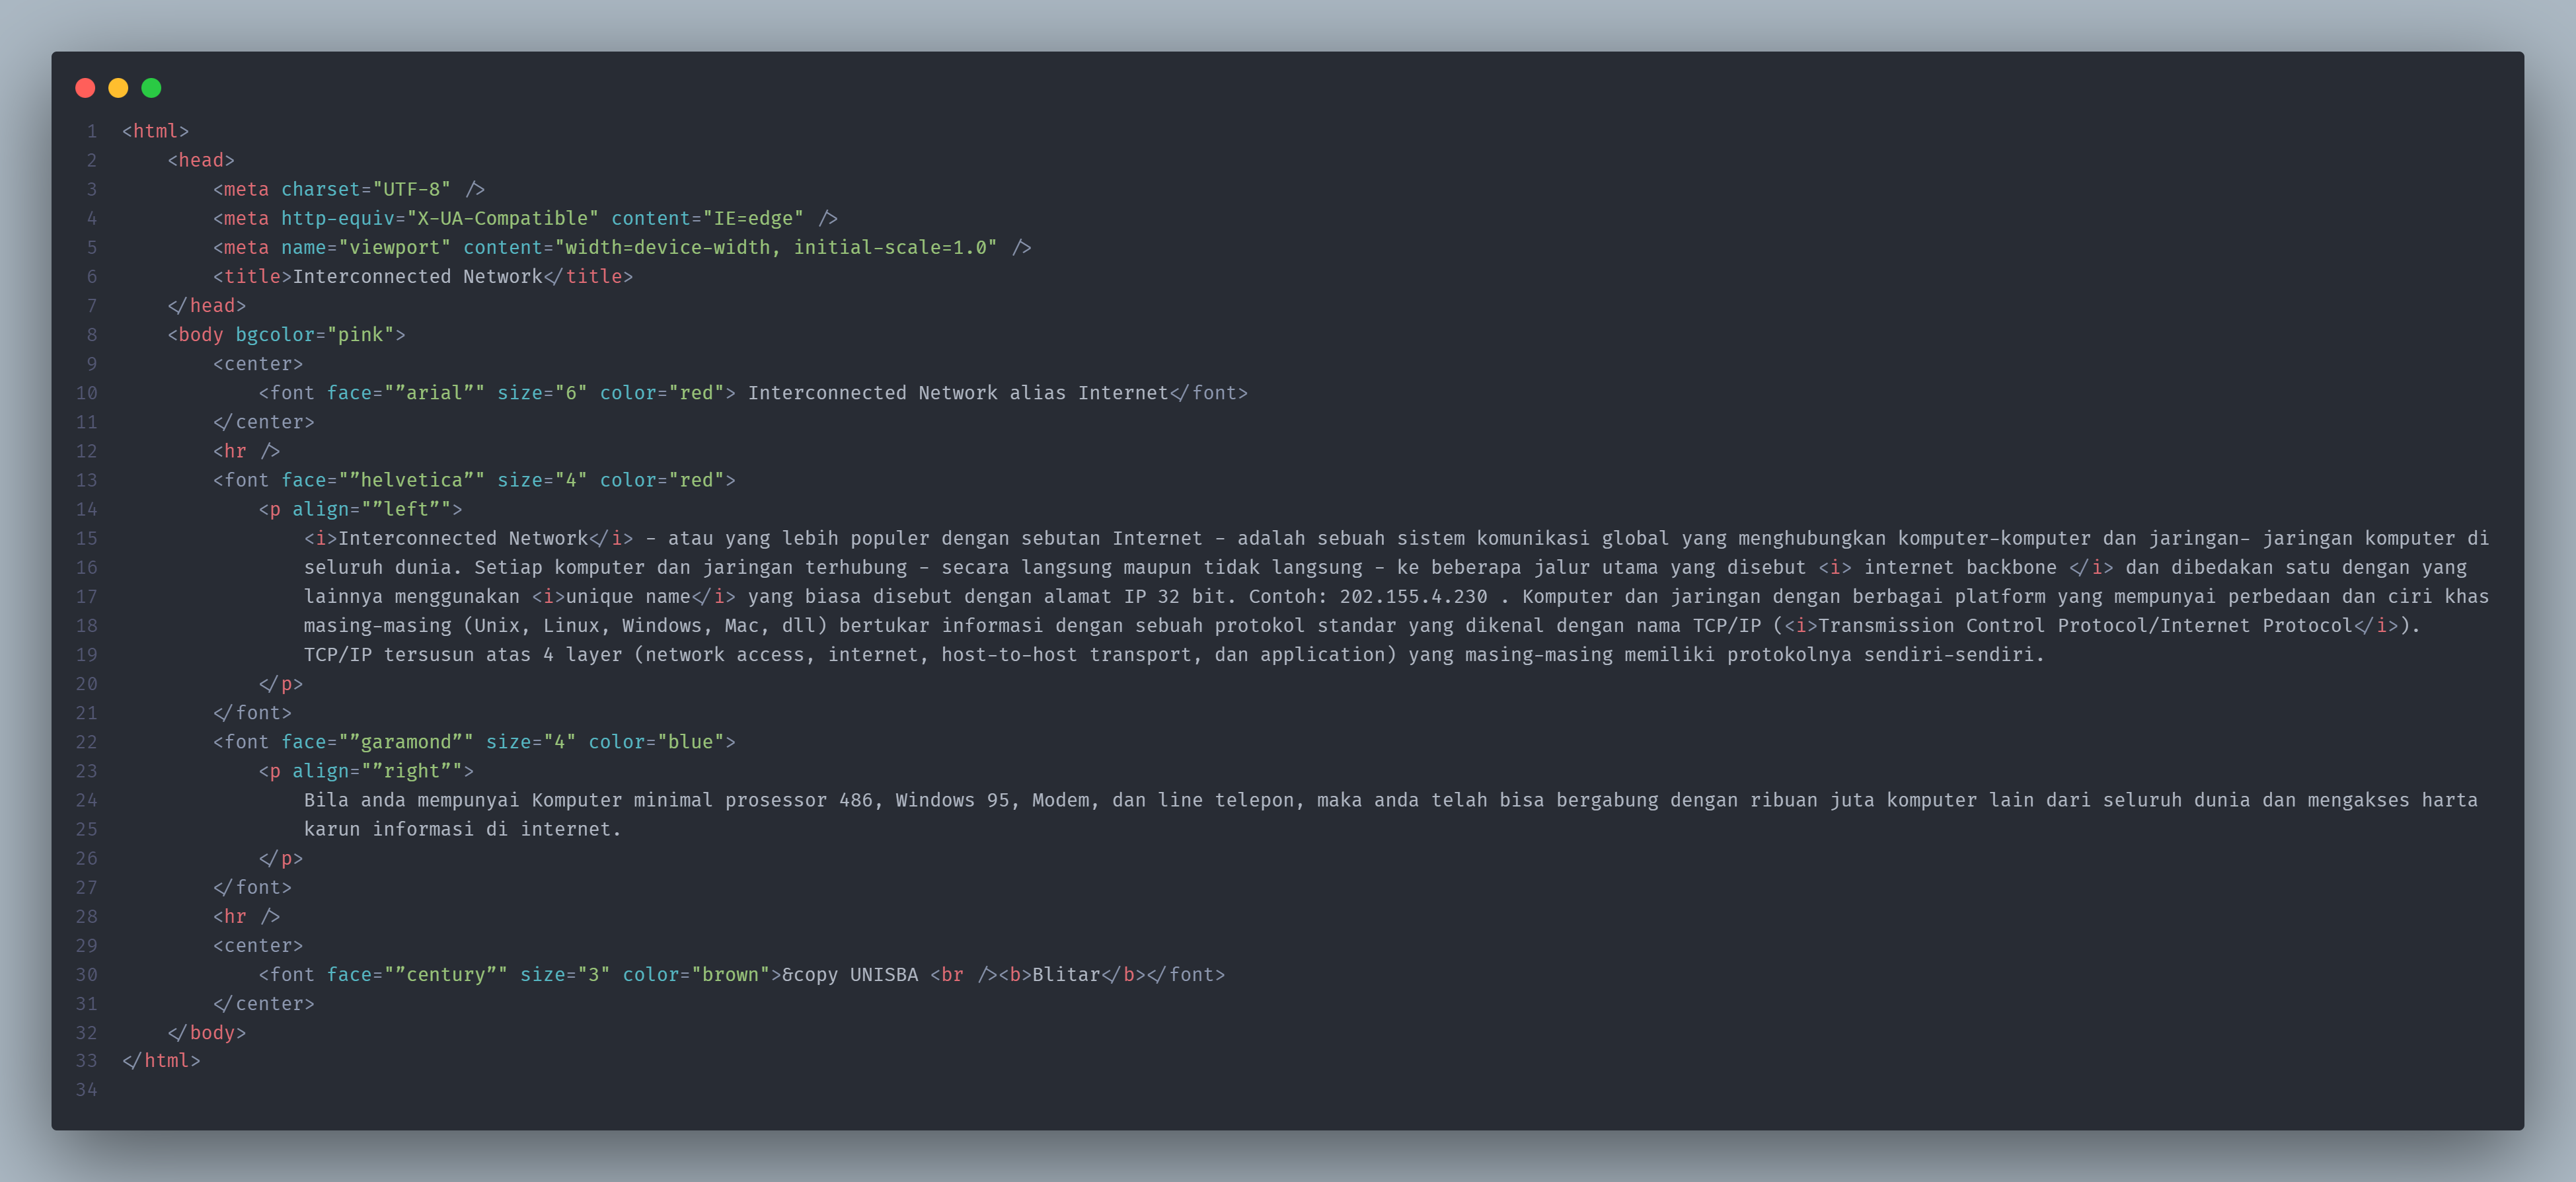 1 <html>
2     <head>
3         <meta charset="UTF-8" />
4         <meta http-equiv="X-UA-Compatible" content="IE=edge" />
5         <meta name="viewport" content="width=device-width, initial-scale=1.0" />
6         <title>Interconnected Network</title>
7     </head>
8     <body bgcolor="pink">
9         <center>
10             <font face="”arial”" size="6" color="red"> Interconnected Network alias Internet</font>
11         </center>
12         <hr />
13         <font face="”helvetica”" size="4" color="red">
14             <p align="”left”">
15                 <i>Interconnected Network</i> - atau yang lebih populer dengan sebutan Internet - adalah sebuah sistem komunikasi global yang menghubungkan komputer-komputer dan jaringan- jaringan komputer di
16                 seluruh dunia. Setiap komputer dan jaringan terhubung - secara langsung maupun tidak langsung - ke beberapa jalur utama yang disebut <i> internet backbone </i> dan dibedakan satu dengan yang
17                 lainnya menggunakan <i>unique name</i> yang biasa disebut dengan alamat IP 32 bit. Contoh: 202.155.4.230 . Komputer dan jaringan dengan berbagai platform yang mempunyai perbedaan dan ciri khas
18                 masing-masing (Unix, Linux, Windows, Mac, dll) bertukar informasi dengan sebuah protokol standar yang dikenal dengan nama TCP/IP (<i>Transmission Control Protocol/Internet Protocol</i>).
19                 TCP/IP tersusun atas 4 layer (network access, internet, host-to-host transport, dan application) yang masing-masing memiliki protokolnya sendiri-sendiri.
20             </p>
21         </font>
22         <font face="”garamond”" size="4" color="blue">
23             <p align="”right”">
24                 Bila anda mempunyai Komputer minimal prosessor 486, Windows 95, Modem, dan line telepon, maka anda telah bisa bergabung dengan ribuan juta komputer lain dari seluruh dunia dan mengakses harta
25                 karun informasi di internet.
26             </p>
27         </font>
28         <hr />
29         <center>
30             <font face="”century”" size="3" color="brown">&copy UNISBA <br /><b>Blitar</b></font>
31         </center>
32     </body>
33 </html>
34